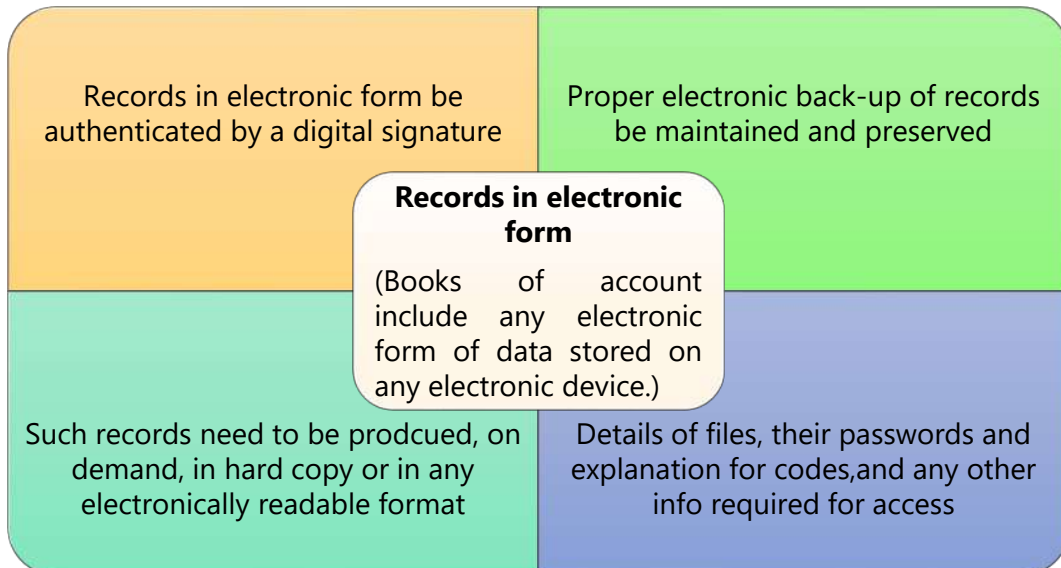 Records in electronic form be
authenticated by a digital signature
Proper electronic back-up of records
be maintained and preserved
Records in electronic
form
(Books of account
include any electronic
form of data stored on
any electronic device.)
Such records need to be prodcued, on
demand, in hard copy or in any
electronically readable format
Details of files, their passwords and
explanation for codes,and any other
info required for access